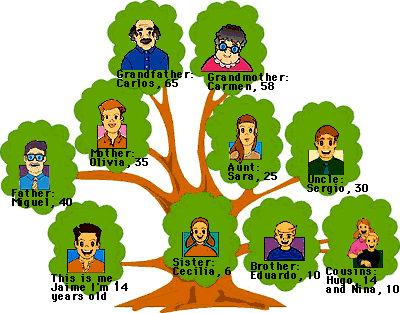 Grandfather:
Carlos, 65
Grandmother:
Carmen, 58
Mother:
Olivia, 35
Aunt:
Sara, 25
Uncle:
Sergio, 30
Father:
Miguel, 40
This is me
Jaime I'm 14
years old
Sister:
Cecilia, 6
Brother:
Eduardo, 10
Cousins:
Hugo, 14
and Nina, 10